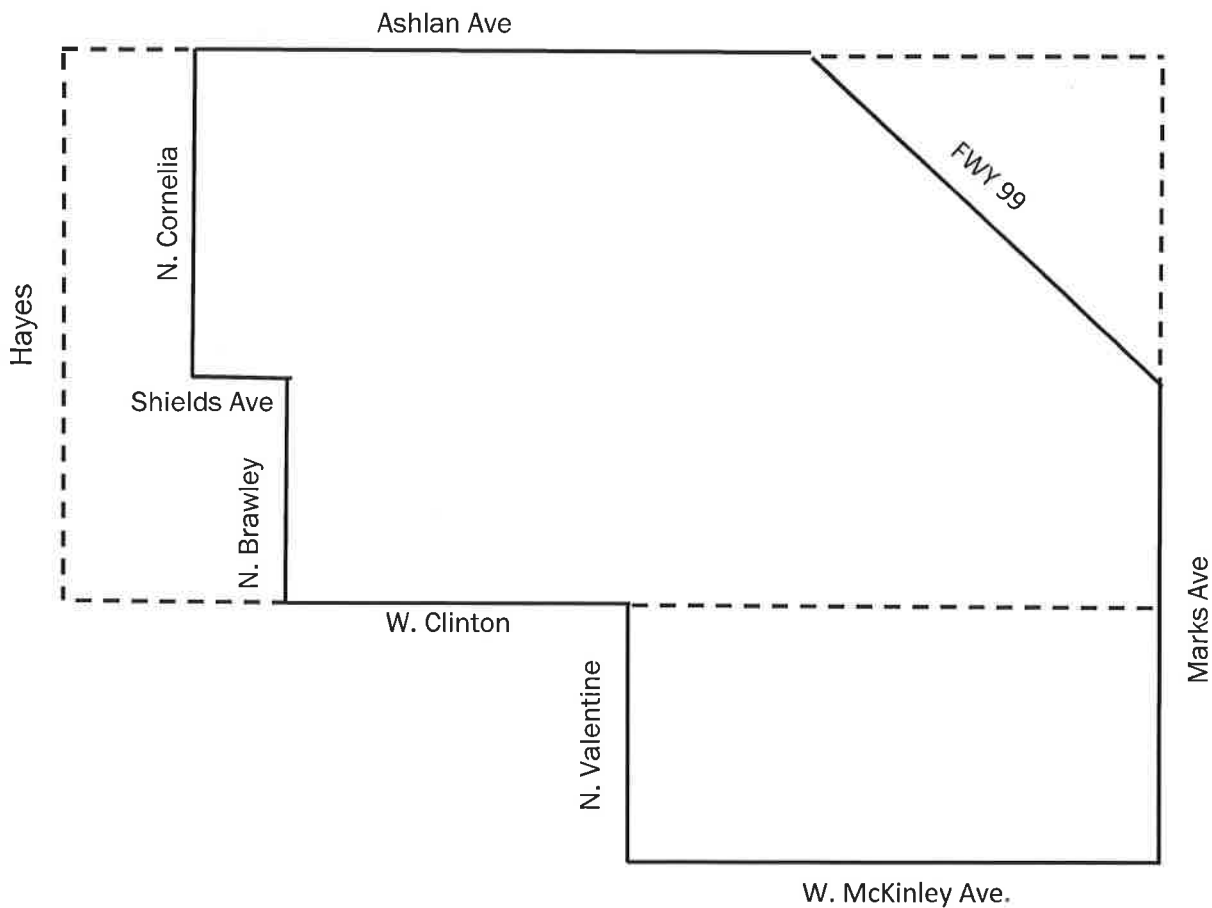 Ashlan Ave
N. Cornelia
FWY 99
Hayes
Shields Ave
N. Brawley
W. Clinton
N. Valentine
Marks Ave
W. McKinley Ave.